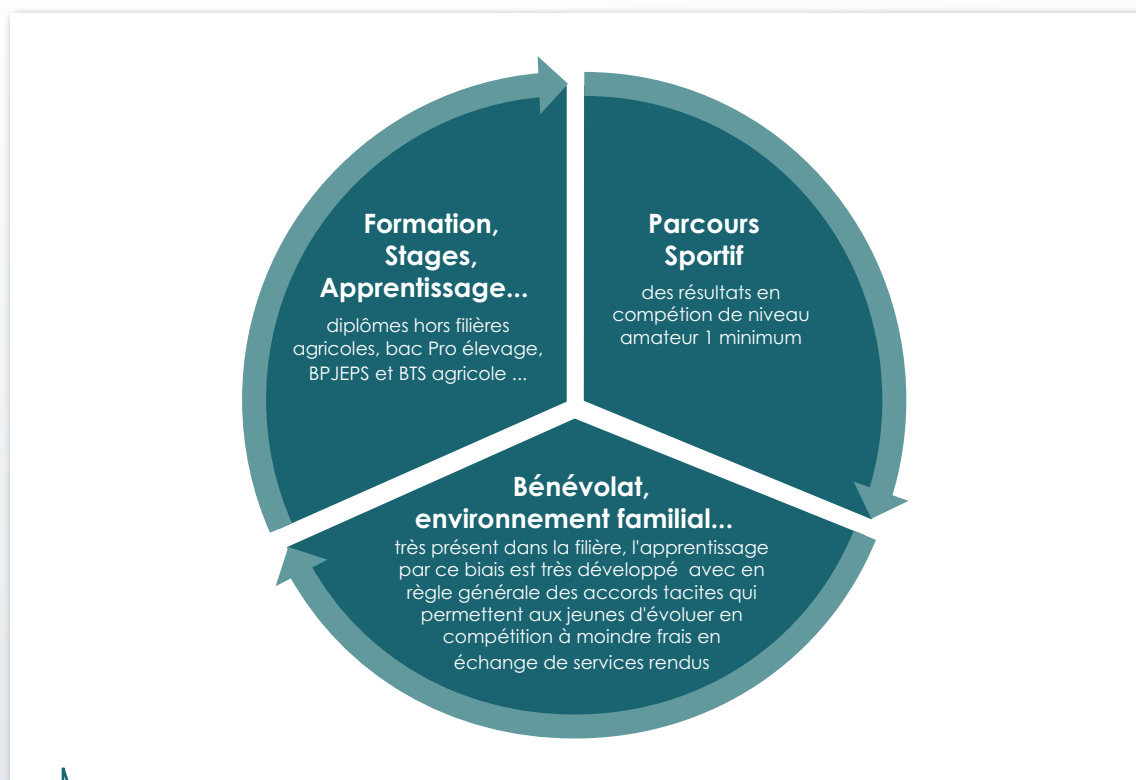 Formation,
Stages,
Apprentissage...
diplômes hors filières
agricoles, bac Pro élevage,
BPJEPS et BTS agricole ...
Parcours
Sportif
des résultats en
compétion de niveau
amateur 1 minimum
Bénévolat,
environnement familial...
très présent dans la filière, l'apprentissage
par ce biais est très développé  avec en
règle générale des accords tacites qui
permettent aux jeunes d'évoluer en
compétition à moindre frais en
échange de services rendus